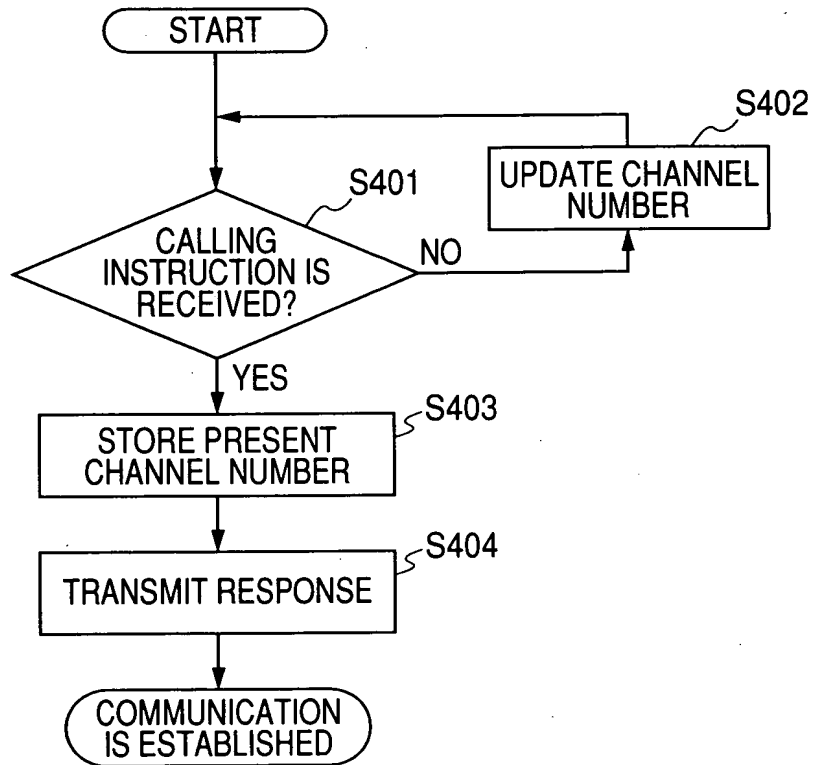 START
S402
UPDATE CHANNEL
NUMBER
S401
CALLING
INSTRUCTION IS
RECEIVED?
NO
YES
S403
STORE PRESENT
CHANNEL NUMBER
S404
TRANSMIT RESPONSE
COMMUNICATION
IS ESTABLISHED